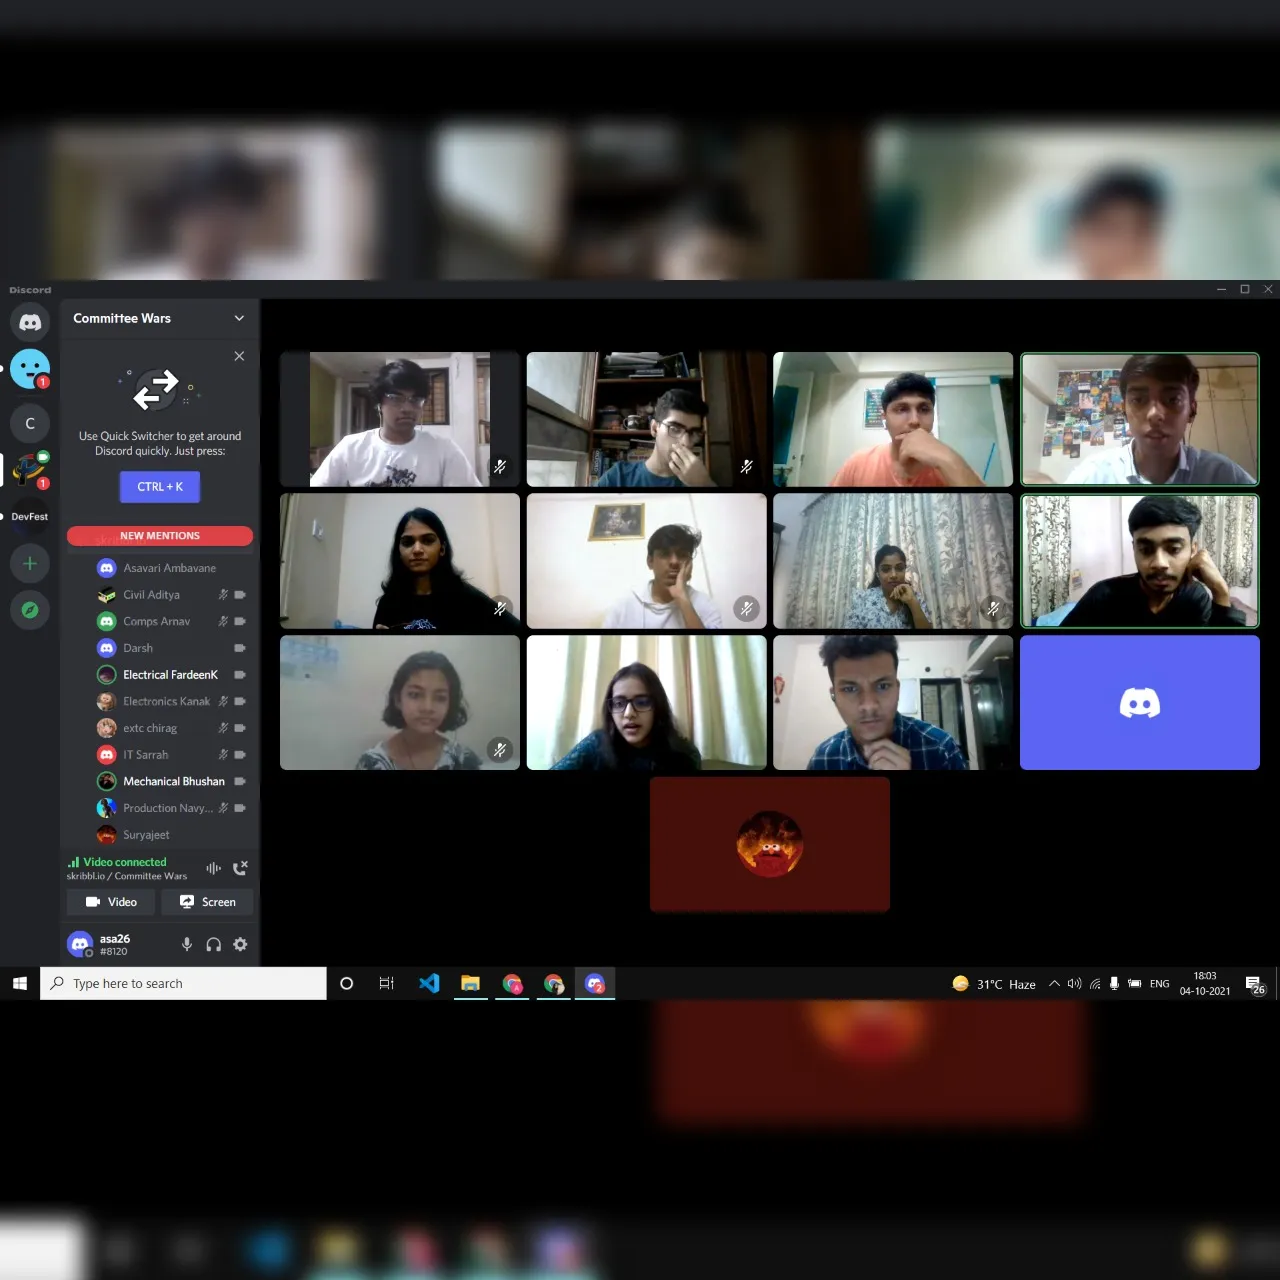 Discord
Committee Wars
Use Quick Switcher to get around
Discord quickly. Just press:
CTRL + K
C
1
1
DevFest
NEW MENTIONS
Asavari Ambavane
Civil Aditya
Comps Arnav
Darsh
Electrical FardeenK
Electronics Kanak
extc chirag
IT Sarrah
Mechanical Bhushan
Production Navy...
Suryajeet
Video connected
skribbl.io / Committee Wars
Video
Screen
asa26
#8120
Type here to search
2
31°C Haze
ENG
18:03
04-10-2021
26